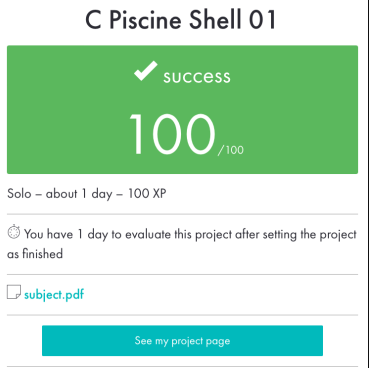 C Piscine Shell 01
success
100/100
Solo – about 1 day – 100 XP
You have 1 day to evaluate this project after setting the project
as finished
subject.pdf
See my project page